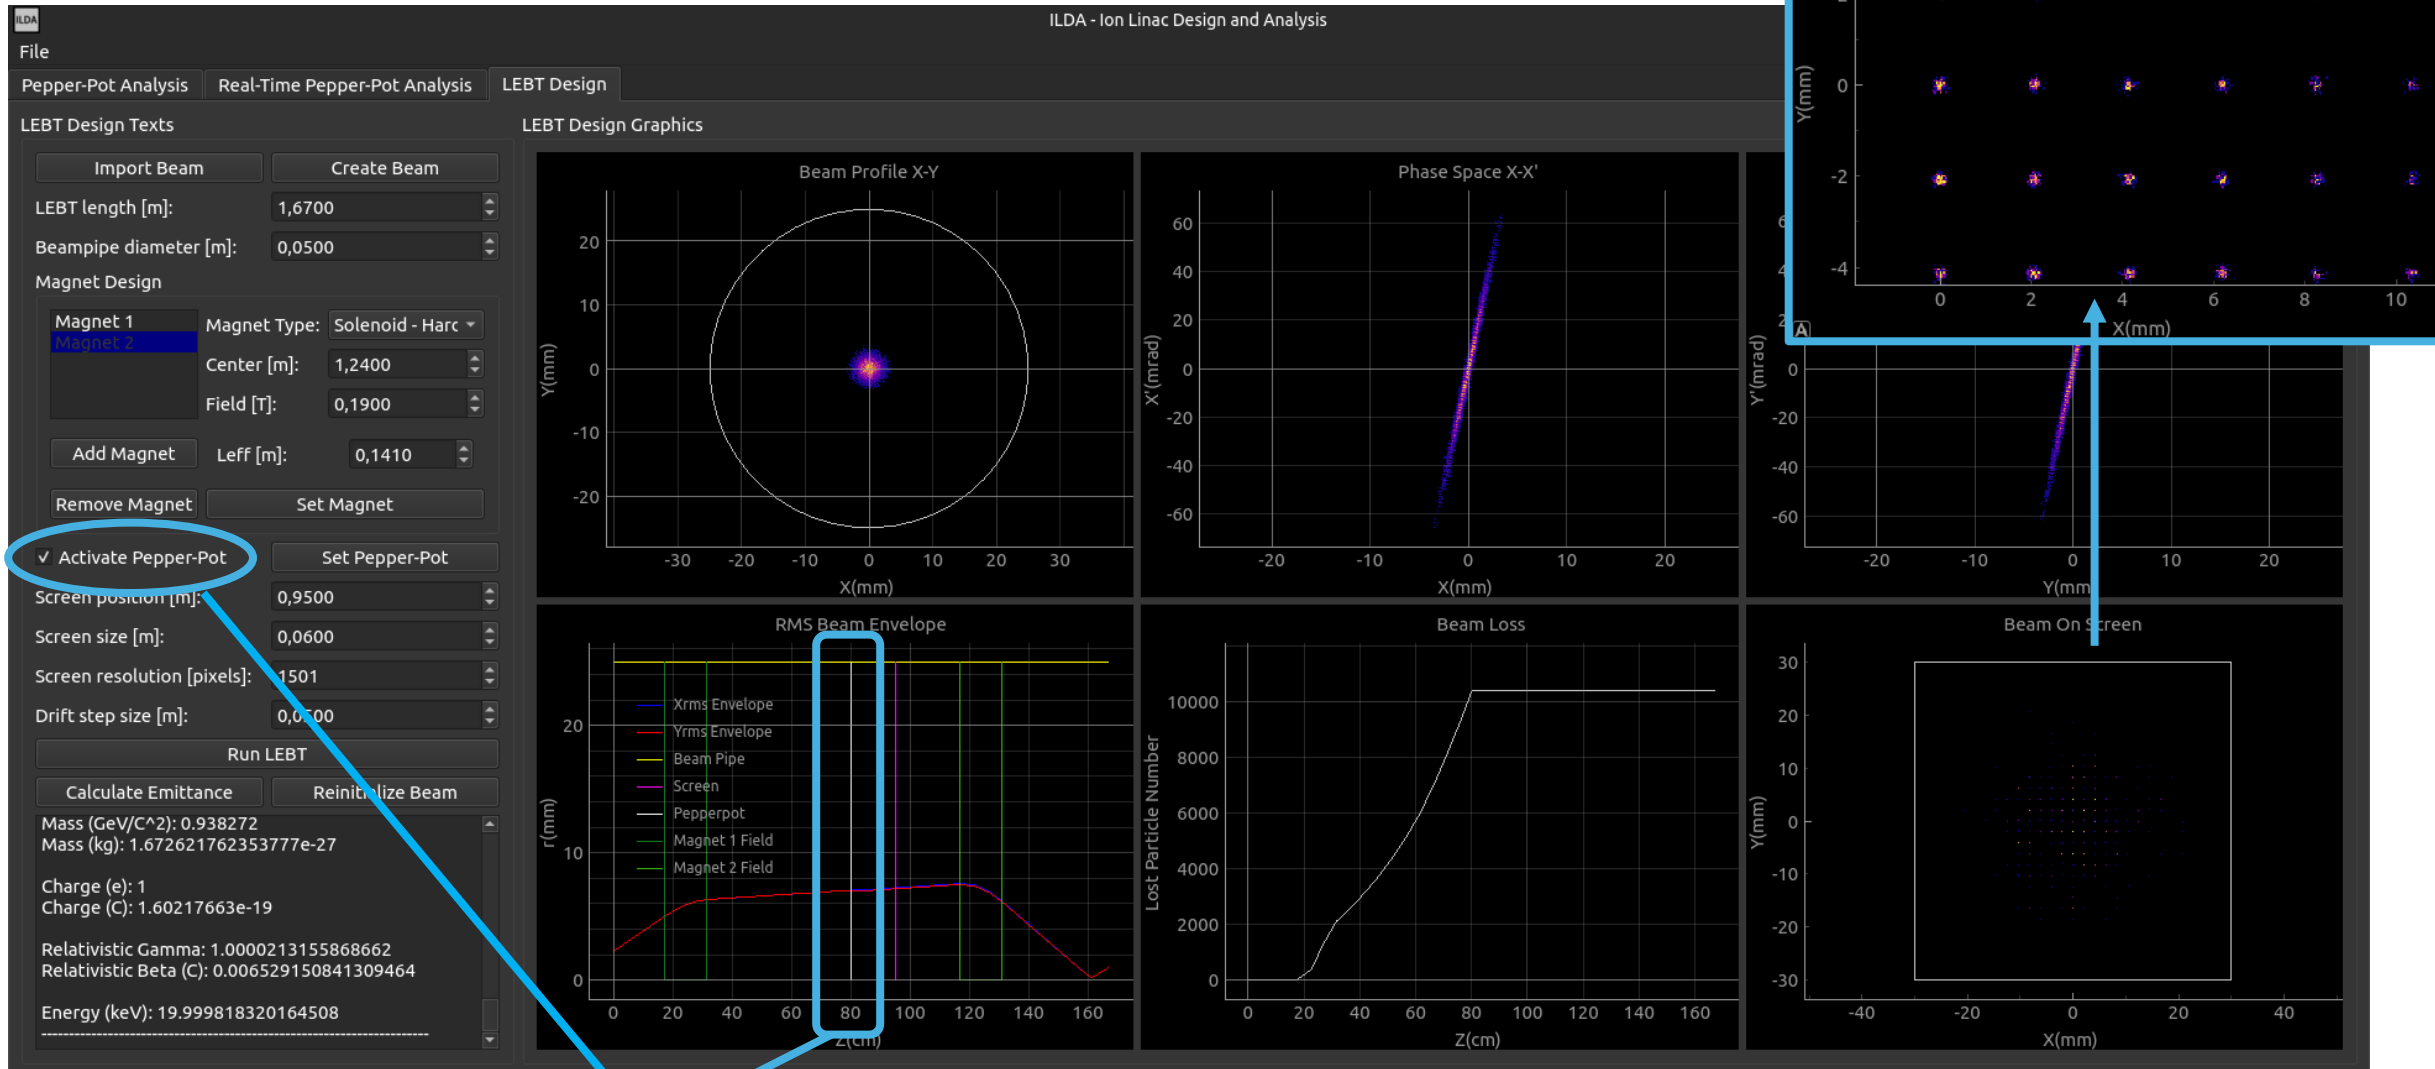 ILDA
ILDA - Ion Linac Design and Analysis
File
Pepper-Pot Analysis
Real-Time Pepper-Pot Analysis
LEBT Design
LEBT Design Texts
Import Beam
Create Beam
LEBT length [m]:
1,6700
Beampipe diameter [m]:
0,0500
Magnet Design
Magnet 1
Magnet 2
Magnet Type:
Solenoid - Harc
Center [m]:
1,2400
Field [T]:
0,1900
Add Magnet
Leff [m]:
0,1410
Remove Magnet
Set Magnet
Activate Pepper-Pot
Set Pepper-Pot
Screen position [m]:
0,9500
Screen size [m]:
0,0600
Screen resolution [pixels]:
1501
Drift step size [m]:
0,0500
Run LEBT
Calculate Emittance
Reinitialize Beam
Mass (GeV/C^2): 0.938272
Mass (kg): 1.672621762353777e-27
Charge (e): 1
Charge (C): 1.60217663e-19
Relativistic Gamma: 1.0000213155868662
Relativistic Beta (C): 0.006529150841309464
Energy (keV): 19.999818320164508
LEBT Design Graphics
Beam Profile X-Y
Y(mm)
20
10
0
-10
-20
-30 -20 -10 0 10 20 30
X(mm)
Phase Space X-X'
X'(mrad)
60
40
20
0
-20
-40
-60
-20 -10 0 10 20
X(mm)
Y'(mrad)
0
-20
-40
-60
-20 -10 0 10 20
Y(mm
Y(mm)
0
-2
-4
0 2 4 6 8 10
X(mm)
A
RMS Beam Envelope
r(mm)
20
10
0
Xrms Envelope
Yrms Envelope
Beam Pipe
Screen
Pepperpot
Magnet 1 Field
Magnet 2 Field
0 20 40 60 80 100 120 140 160
Z(cm)
Beam Loss
Lost Particle Number
10000
8000
6000
4000
2000
0
0 20 40 60 80 100 120 140 160
Z(cm)
Beam On Screen
Y(mm)
30
20
10
0
-10
-20
-30
-40 -20 0 20 40
X(mm)